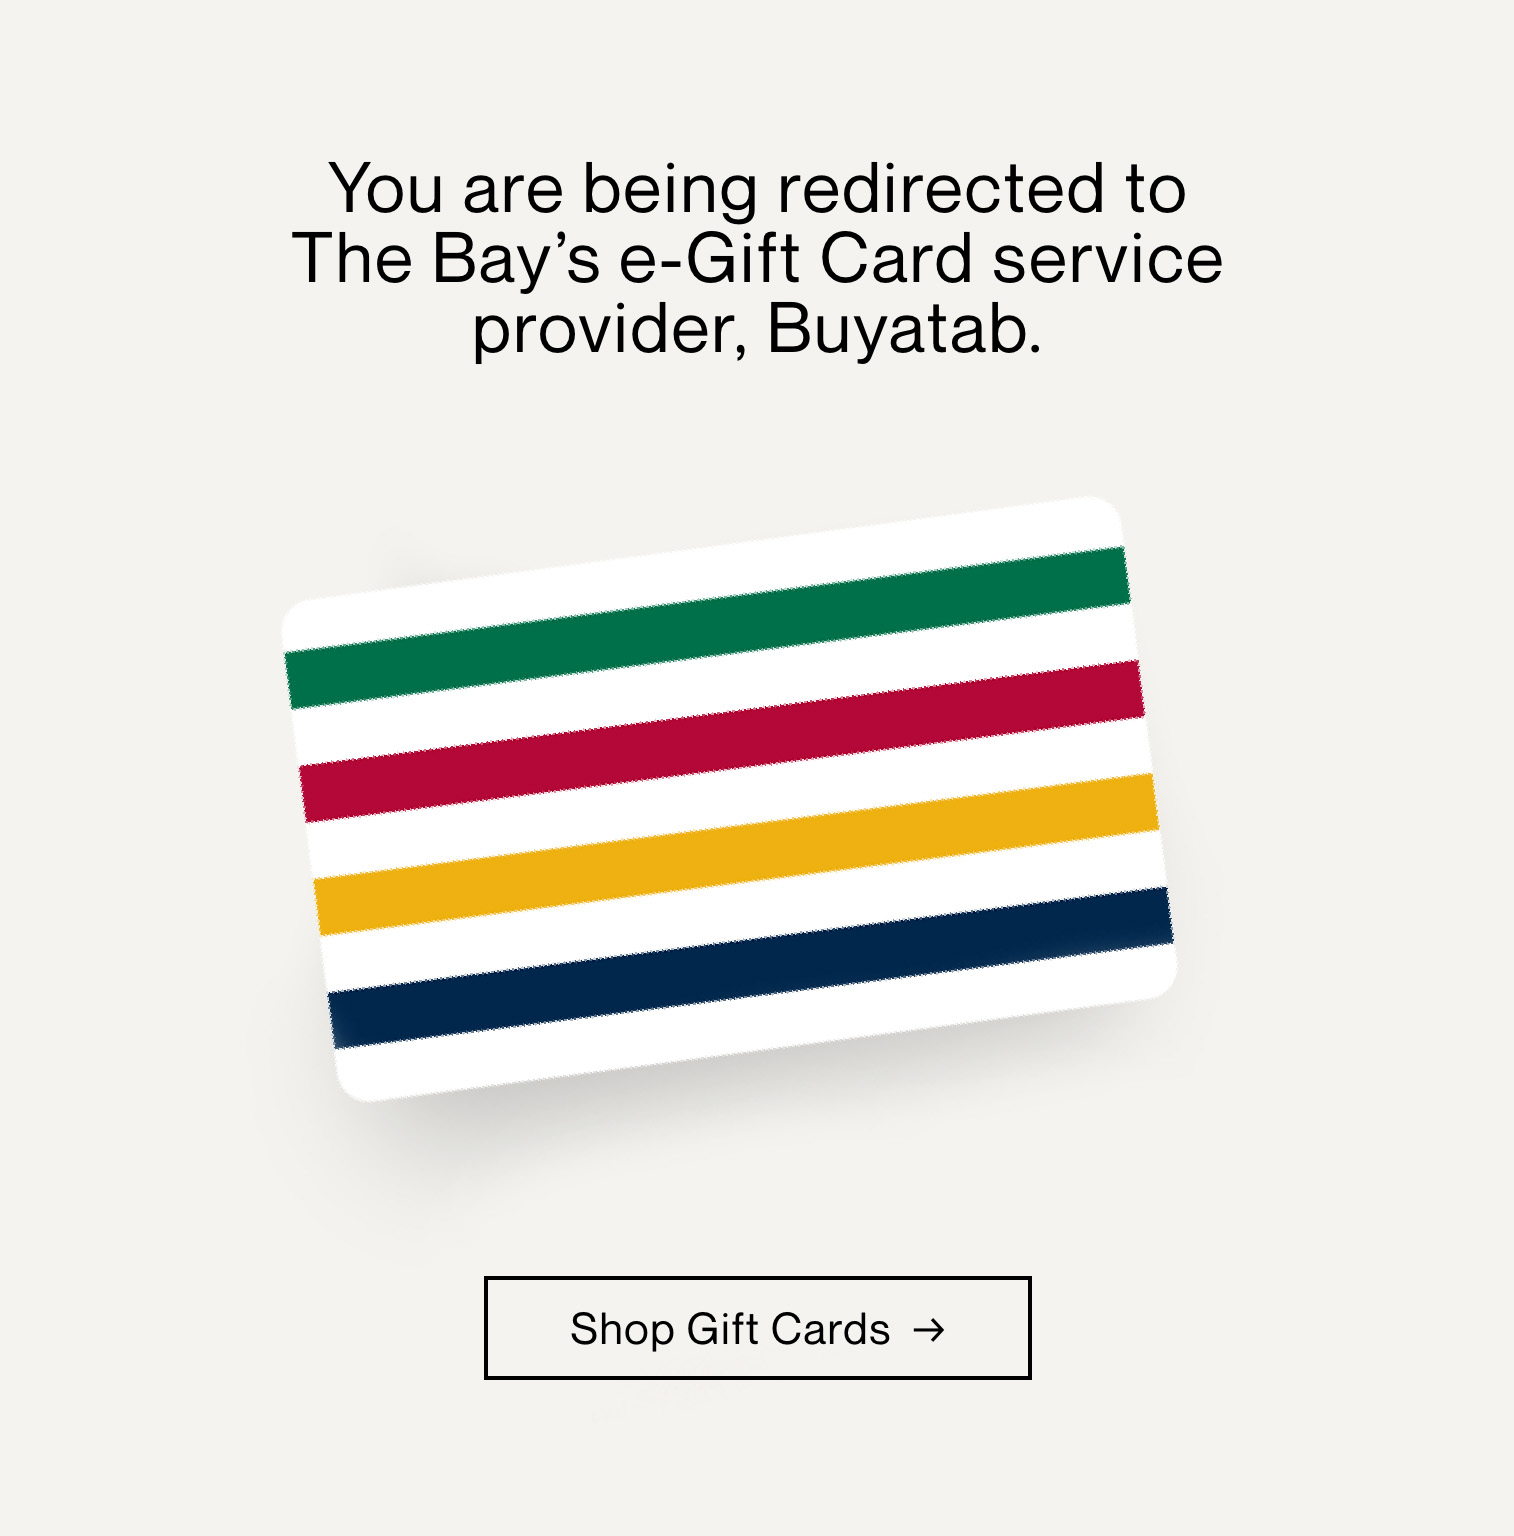 You are being redirected to
The Bay’s e-Gift Card service
provider, Buyatab.
Shop Gift Cards →